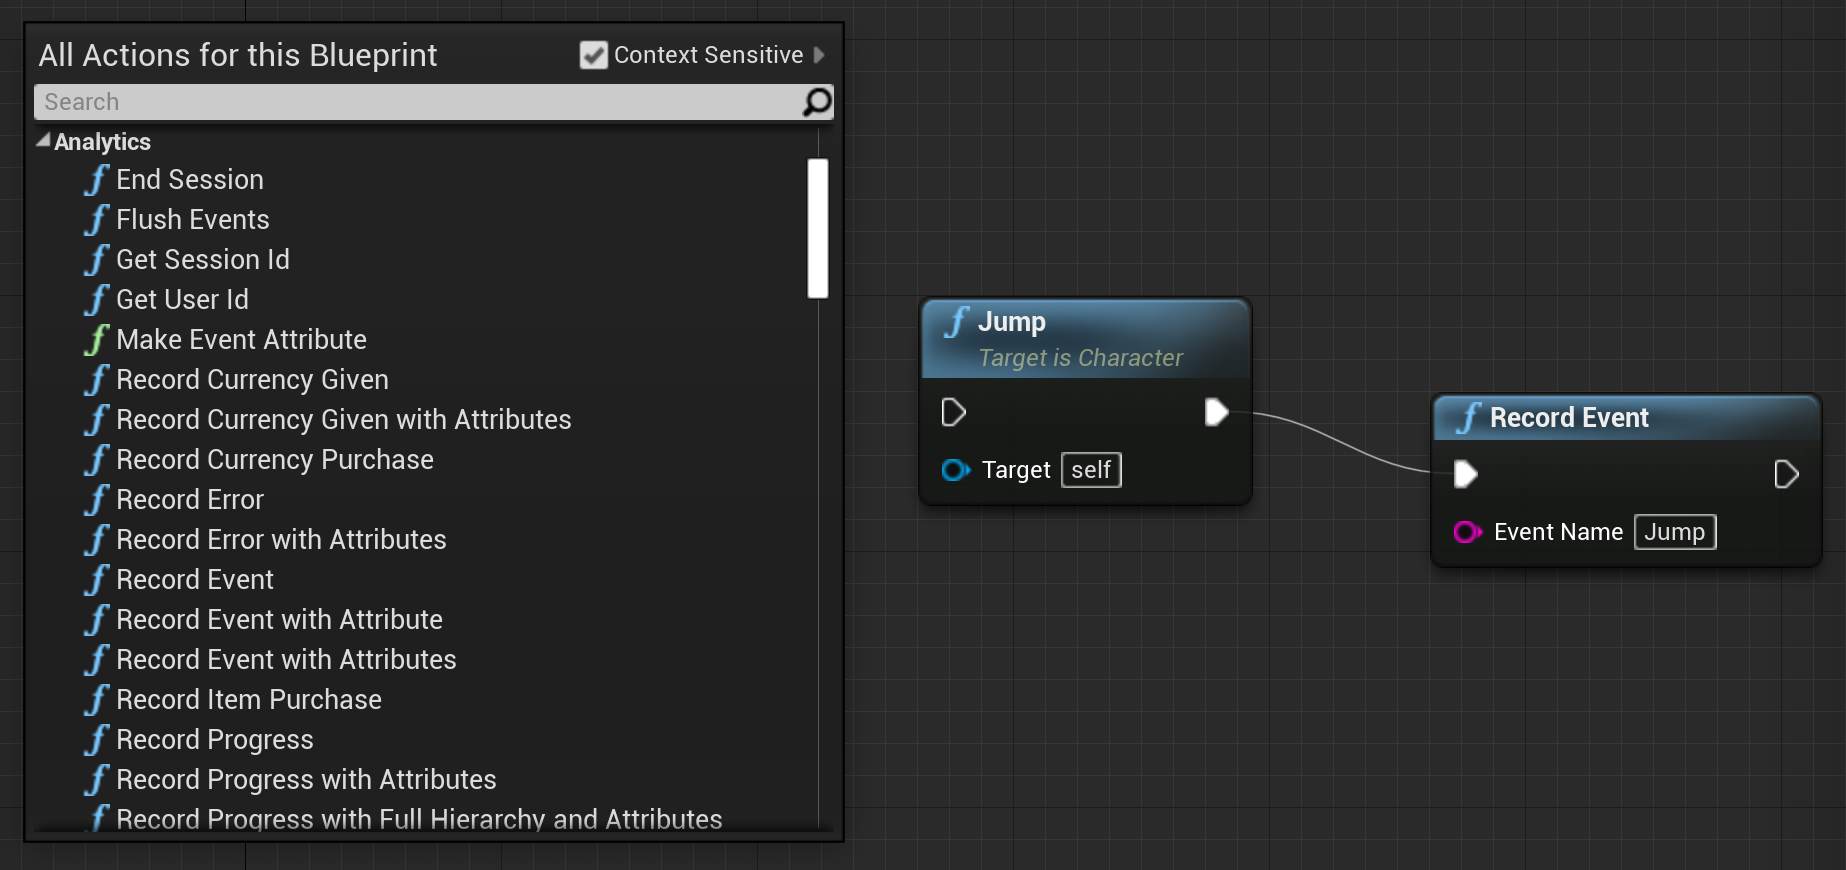 All Actions for this Blueprint
Context Sensitive
Search
Analytics
End Session
Flush Events
Get Session Id
Get User Id
Make Event Attribute
Record Currency Given
Record Currency Given with Attributes
Record Currency Purchase
Record Error
Record Error with Attributes
Record Event
Record Event with Attribute
Record Event with Attributes
Record Item Purchase
Record Progress
Record Progress with Attributes
Record Progress with Full Hierarchy and Attributes
Jump
Target is Character
Target self
Record Event
Event Name Jump